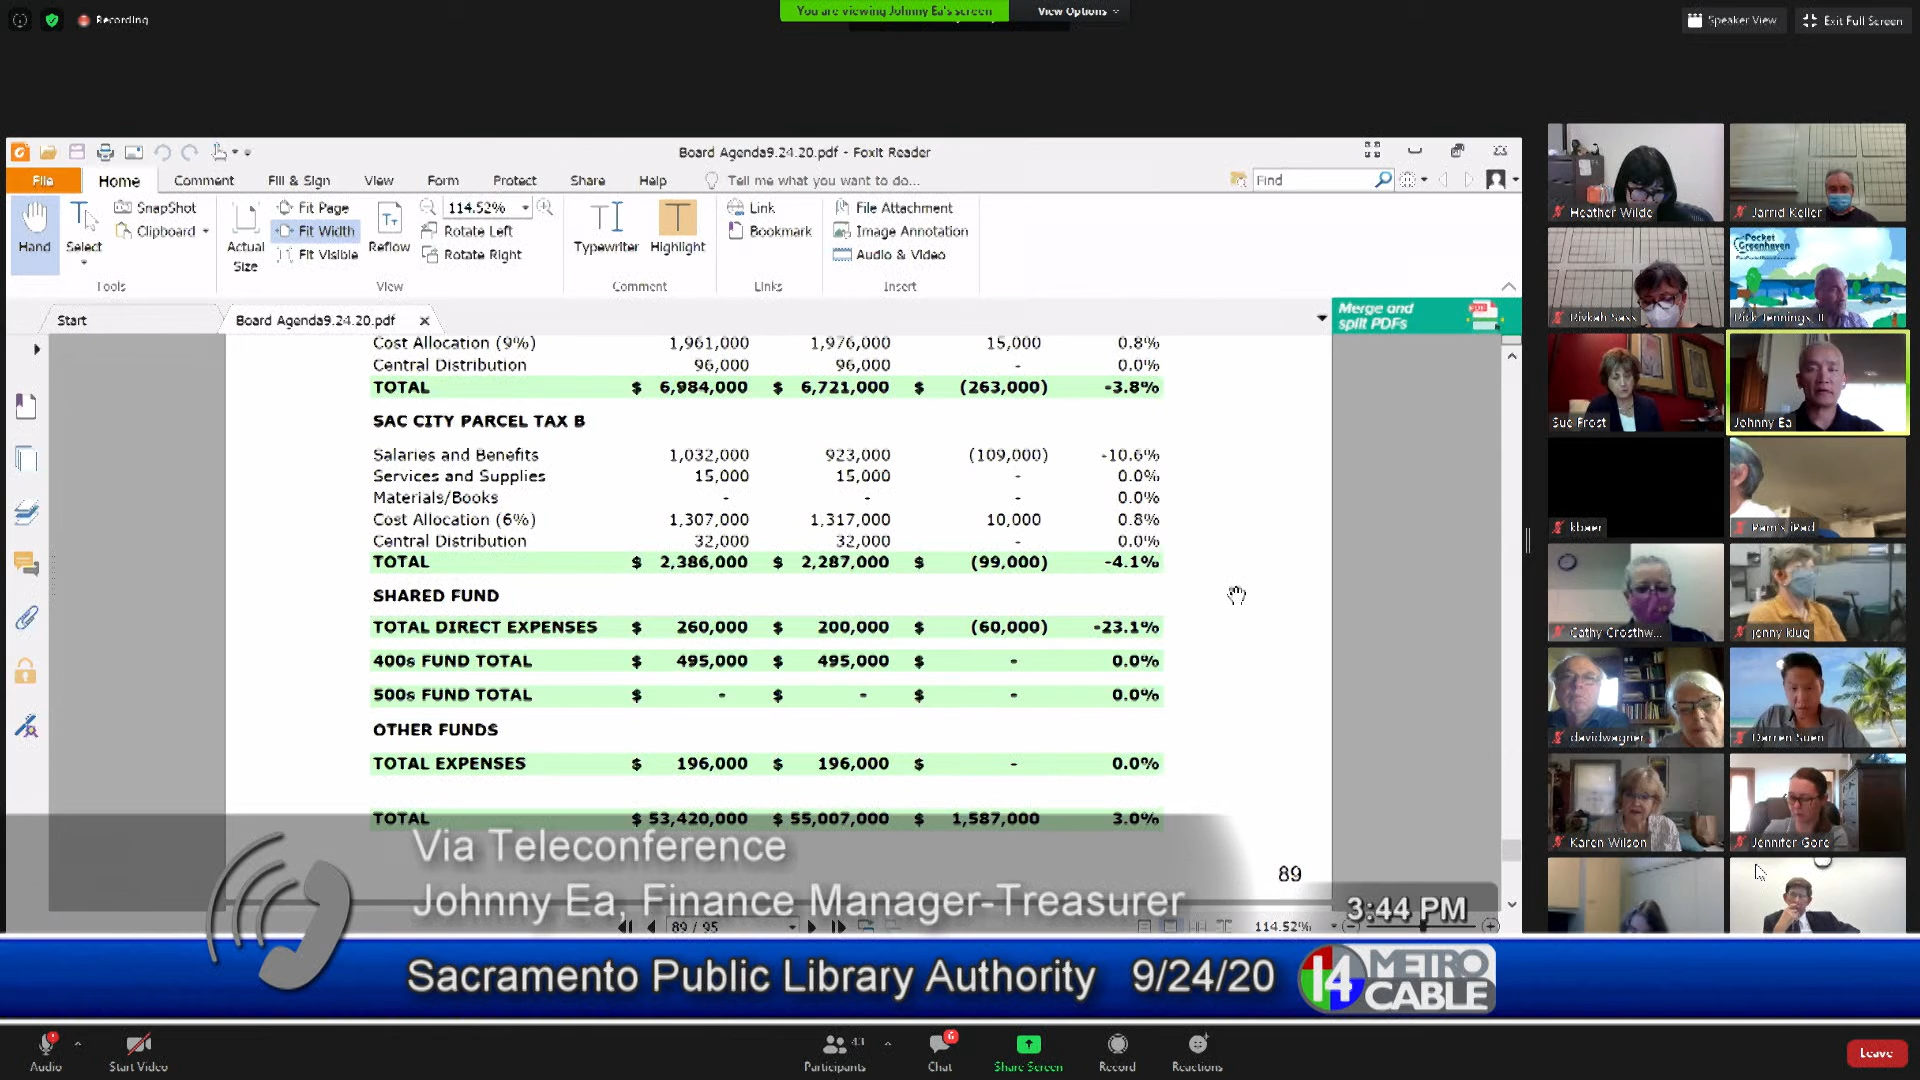 Recording
You are viewing Johnny Ea's screen
View Options
Speaker View
Exit Full Screen
Board Agenda9.24.20.pdf - Foxit Reader
File Home Comment Fill & Sign View Form Protect Share Help Tell me what you want to do... Find
Hand
Select
SnapShot
Clipboard
Tools
Actual Size
Fit Page
Fit Width
Fit Visible
Reflow
114.52%
Rotate Left
Rotate Right
View
Typewriter
Highlight
Comment
Link
Bookmark
Links
File Attachment
Image Annotation
Audio & Video
Insert
Start
Board Agenda9.24.20.pdf
Merge and
split PDFs
Cost Allocation (9%) 1,961,000 1,976,000 15,000 0.8%
Central Distribution 96,000 96,000 - 0.0%
TOTAL $ 6,984,000 $ 6,721,000 $ (263,000) -3.8%
SAC CITY PARCEL TAX B
Salaries and Benefits 1,032,000 923,000 (109,000) -10.6%
Services and Supplies 15,000 15,000 - 0.0%
Materials/Books - - - 0.0%
Cost Allocation (6%) 1,307,000 1,317,000 10,000 0.8%
Central Distribution 32,000 32,000 - 0.0%
TOTAL $ 2,386,000 $ 2,287,000 $ (99,000) -4.1%
SHARED FUND
TOTAL DIRECT EXPENSES $ 260,000 $ 200,000 $ (60,000) -23.1%
400s FUND TOTAL $ 495,000 $ 495,000 $ - 0.0%
500s FUND TOTAL $ - $ - $ - 0.0%
OTHER FUNDS
TOTAL EXPENSES $ 196,000 $ 196,000 $ - 0.0%
TOTAL $ 53,420,000 $ 55,007,000 $ 1,587,000 3.0%
89
89 / 95
114.52%
Heather Wilde
Jarrid Keller
Rivkah Sass
Pocket
Greenhaven
Rick Jennings, II
Sue Frost
Johnny Ea
kbaer
Pam's iPad
Cathy Crosthw...
jenny klug
davidwagner
Darren Suen
Karen Wilson
Jennifer Gore
Via Teleconference
Johnny Ea, Finance Manager-Treasurer
3:44 PM
Sacramento Public Library Authority 9/24/20
14 METRO
CABLE
Audio
Start Video
Participants
43
Chat
6
Share Screen
Record
Reactions
Leave